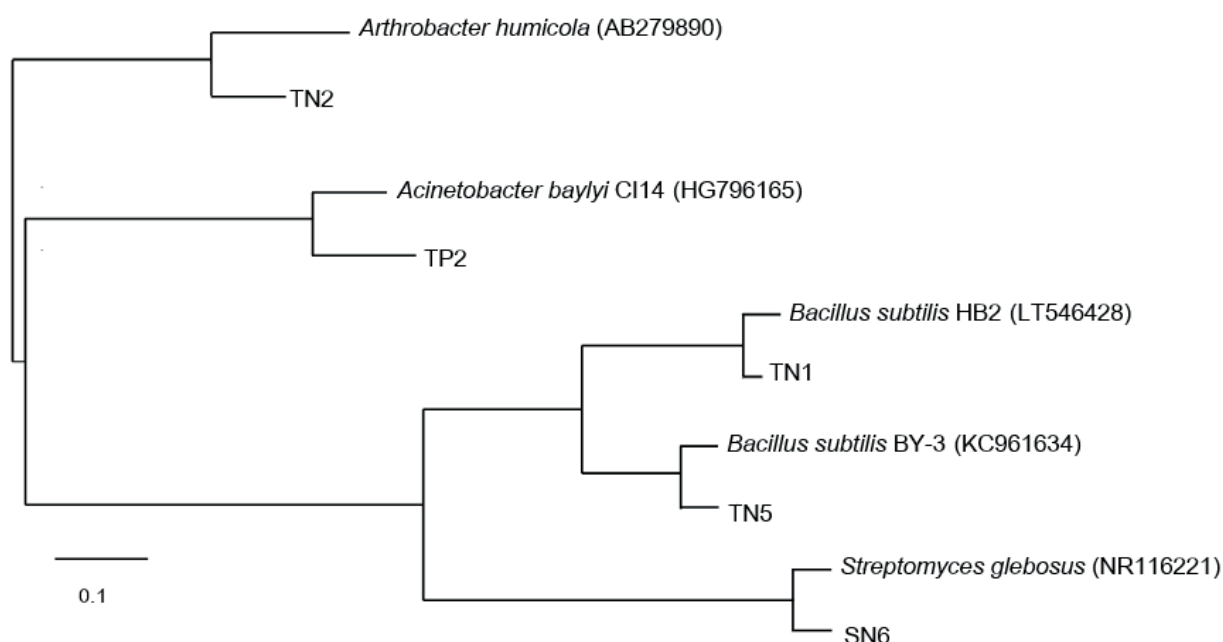 Arthrobacter humicola (AB279890)
TN2
Acinetobacter baylyi CI14 (HG796165)
TP2
Bacillus subtilis HB2 (LT546428)
TN1
Bacillus subtilis BY-3 (KC961634)
TN5
Streptomyces glebosus (NR116221)
0.1
SN6